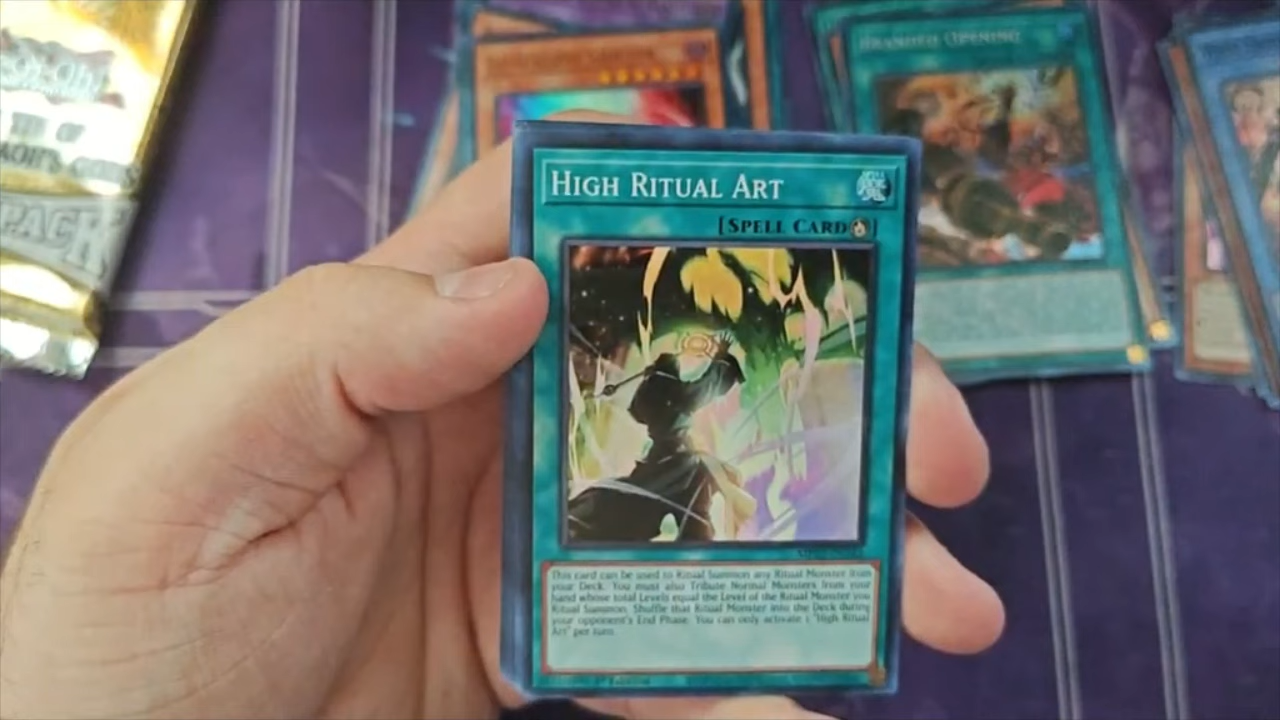 BRANDED OPENING
TIN OF
PACK
HIGH RITUAL ART
[SPELL CARD]
This card can be used to Ritual Summon any Ritual Monster from
your Deck. You must also Tribute Normal Monsters from your
hand whose total Levels equal the Level of the Ritual Monster you
Ritual Summon. Shuffle that Ritual Monster into the Deck during
your opponent's End Phase. You can only activate 1 "High Ritual
Art" per turn.